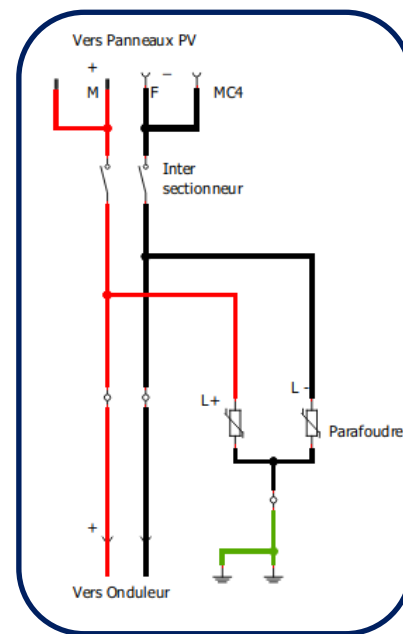 Vers Panneaux PV
+ –
M F MC4
Inter
sectionneur
L+ L -
Parafoudre
+
Vers Onduleur